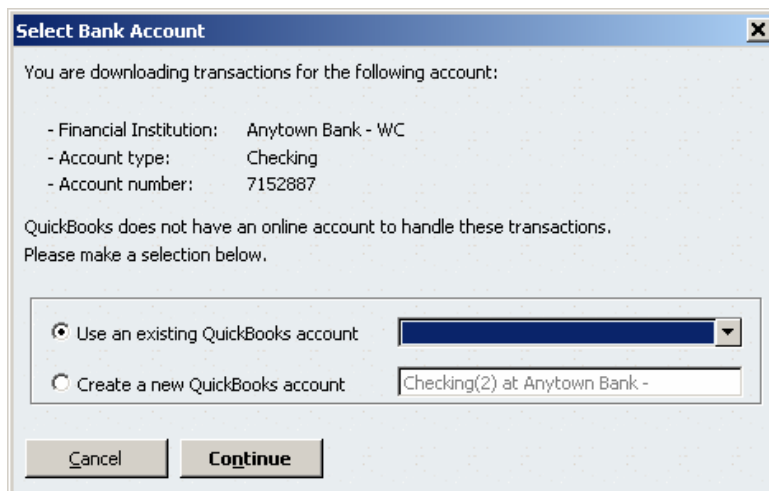 Select Bank Account
You are downloading transactions for the following account:
- Financial Institution: Anytown Bank - WC
- Account type: Checking
- Account number: 7152887
QuickBooks does not have an online account to handle these transactions.
Please make a selection below.
Use an existing QuickBooks account
Create a new QuickBooks account Checking(2) at Anytown Bank -
Cancel Continue